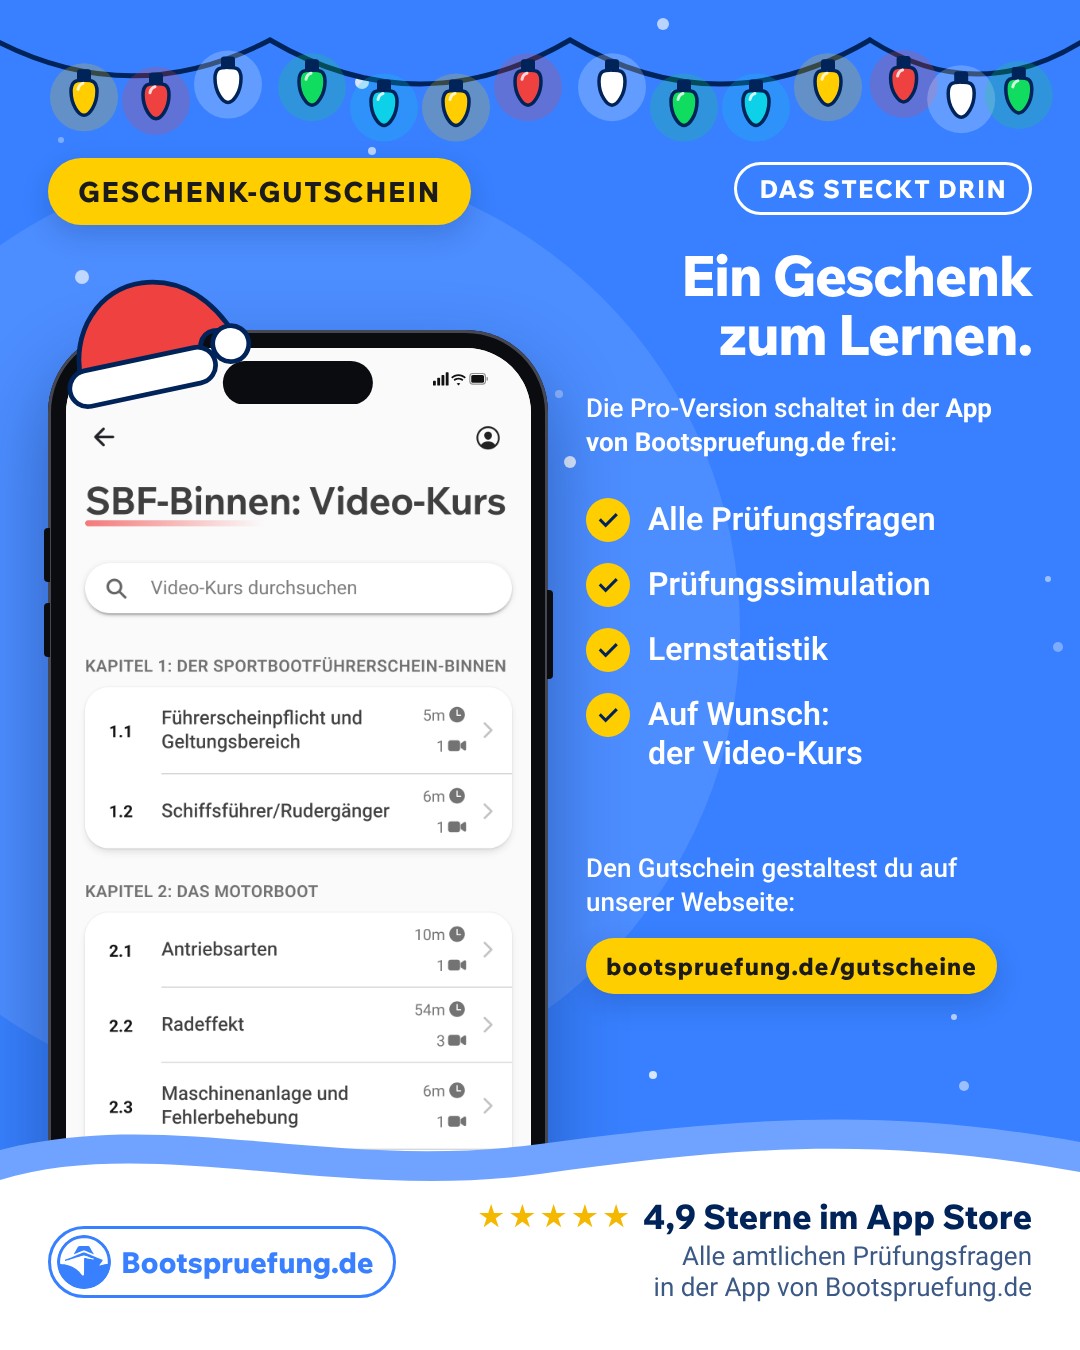 GESCHENK-GUTSCHEIN
DAS STECKT DRIN
Ein Geschenk
zum Lernen.
Die Pro-Version schaltet in der App
von Bootspruefung.de frei:
Alle Prüfungsfragen
Prüfungssimulation
Lernstatistik
Auf Wunsch:
der Video-Kurs
Den Gutschein gestaltest du auf
unserer Webseite:
bootspruefung.de/gutscheine
SBF-Binnen: Video-Kurs
Video-Kurs durchsuchen
KAPITEL 1: DER SPORTBOOTFÜHRERSCHEIN-BINNEN
1.1 Führerscheinpflicht und 5m
Geltungsbereich 1
1.2 Schiffsführer/Rudergänger 6m
1
KAPITEL 2: DAS MOTORBOOT
2.1 Antriebsarten 10m
1
2.2 Radeffekt 54m
3
2.3 Maschinenanlage und 6m
Fehlerbehebung 1
Bootspruefung.de
4,9 Sterne im App Store
Alle amtlichen Prüfungsfragen
in der App von Bootspruefung.de